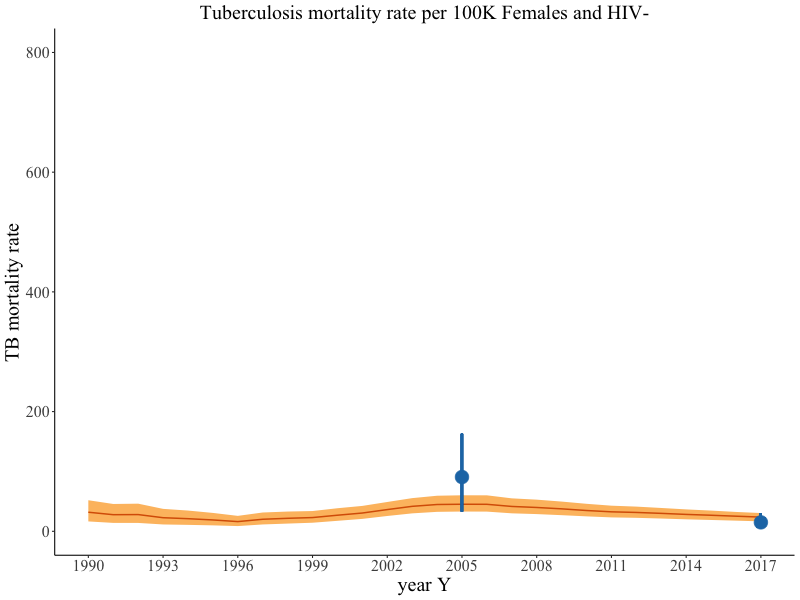 Tuberculosis mortality rate per 100K Females and HIV-
TB mortality rate
800
600
400
200
0
1990 1993 1996 1999 2002 2005 2008 2011 2014 2017
year Y